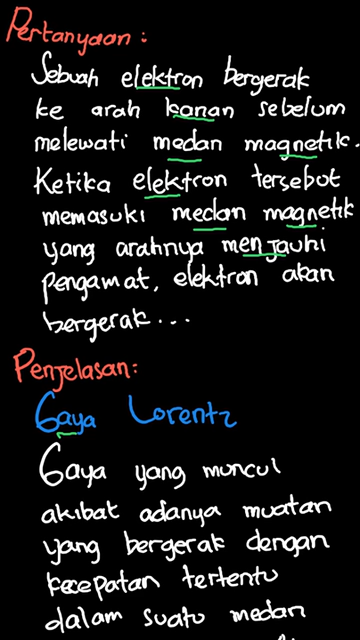 Pertanyaan :
Sebuah elektron bergerak
ke arah kanan sebelum
melewati medan magnetik.
Ketika elektron tersebut
memasuki medan magnetik
yang arahnya menjauhi
pengamat, elektron akan
bergerak...
Penjelasan:
Gaya Lorentz
Gaya yang muncul
akibat adanya muatan
yang bergerak dengan
kecepatan tertentu
dalam suatu medan